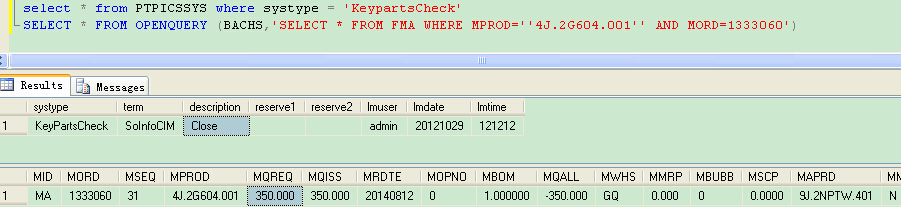 select * from PTPICSSYS where systype = 'KeypartsCheck'
SELECT * FROM OPENQUERY (BACHS,'SELECT * FROM FMA WHERE MPROD=''4J.2G604.001'' AND MORD=1333060')
Results Messages
systype term description reserve1 reserve2 lmuser lmdate lmtime
1 KeyPartsCheck SoInfoCIM Close admin 20121029 121212
MID MORD MSEQ MPROD MQREQ MQISS MRDTE MOPNO MBOM MQALL MWHS MMRP MBUBB MSCP MAPRD
1 MA 1333060 31 4J.2G604.001 350.000 350.000 20140812 0 1.000000 -350.000 GQ 0.000 0 0.0000 9J.2NPTW.401 N